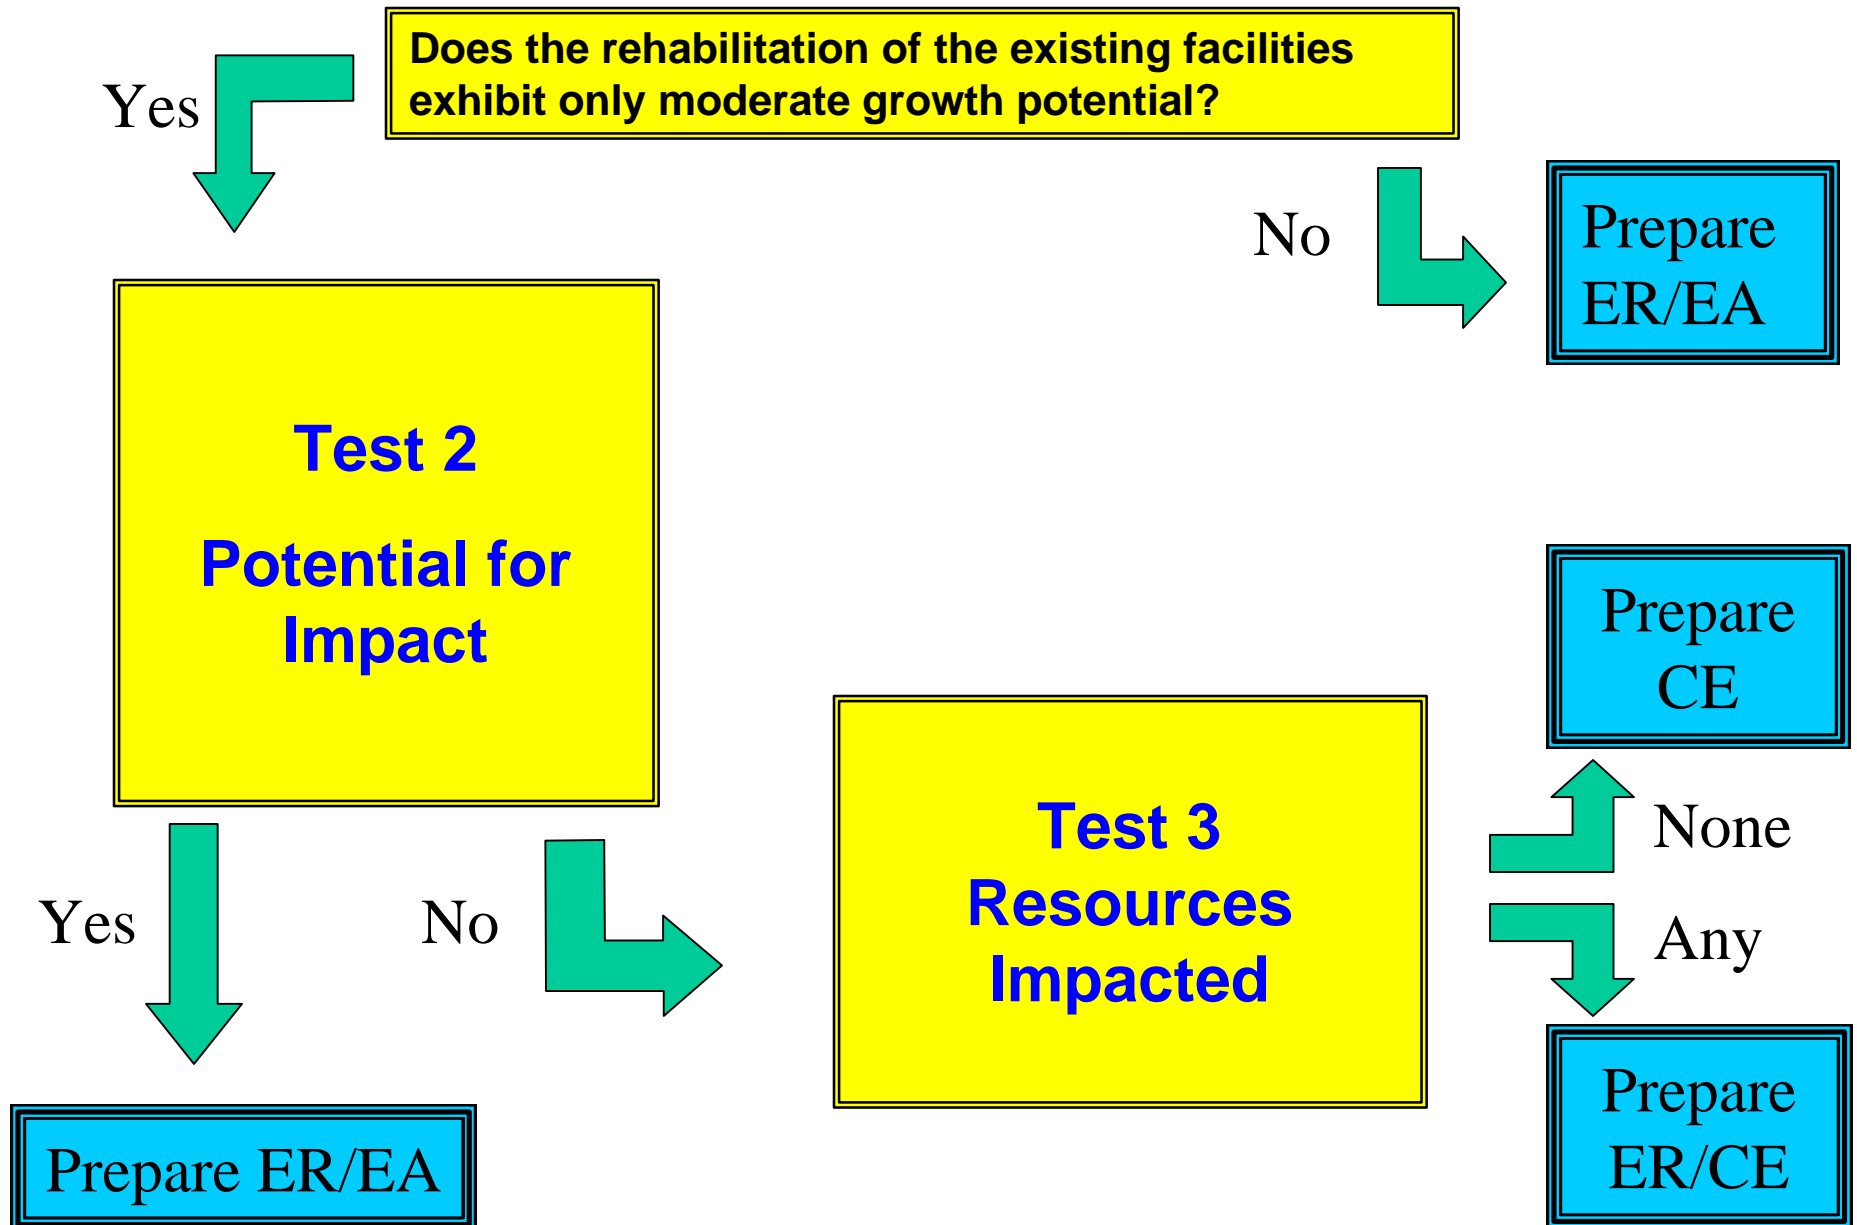 Does the rehabilitation of the existing facilities
exhibit only moderate growth potential?
Yes
No
Prepare
ER/EA
Test 2
Potential for
Impact
Prepare
CE
Test 3
Resources
Impacted
None
Any
Yes
No
Prepare
ER/CE
Prepare ER/EA